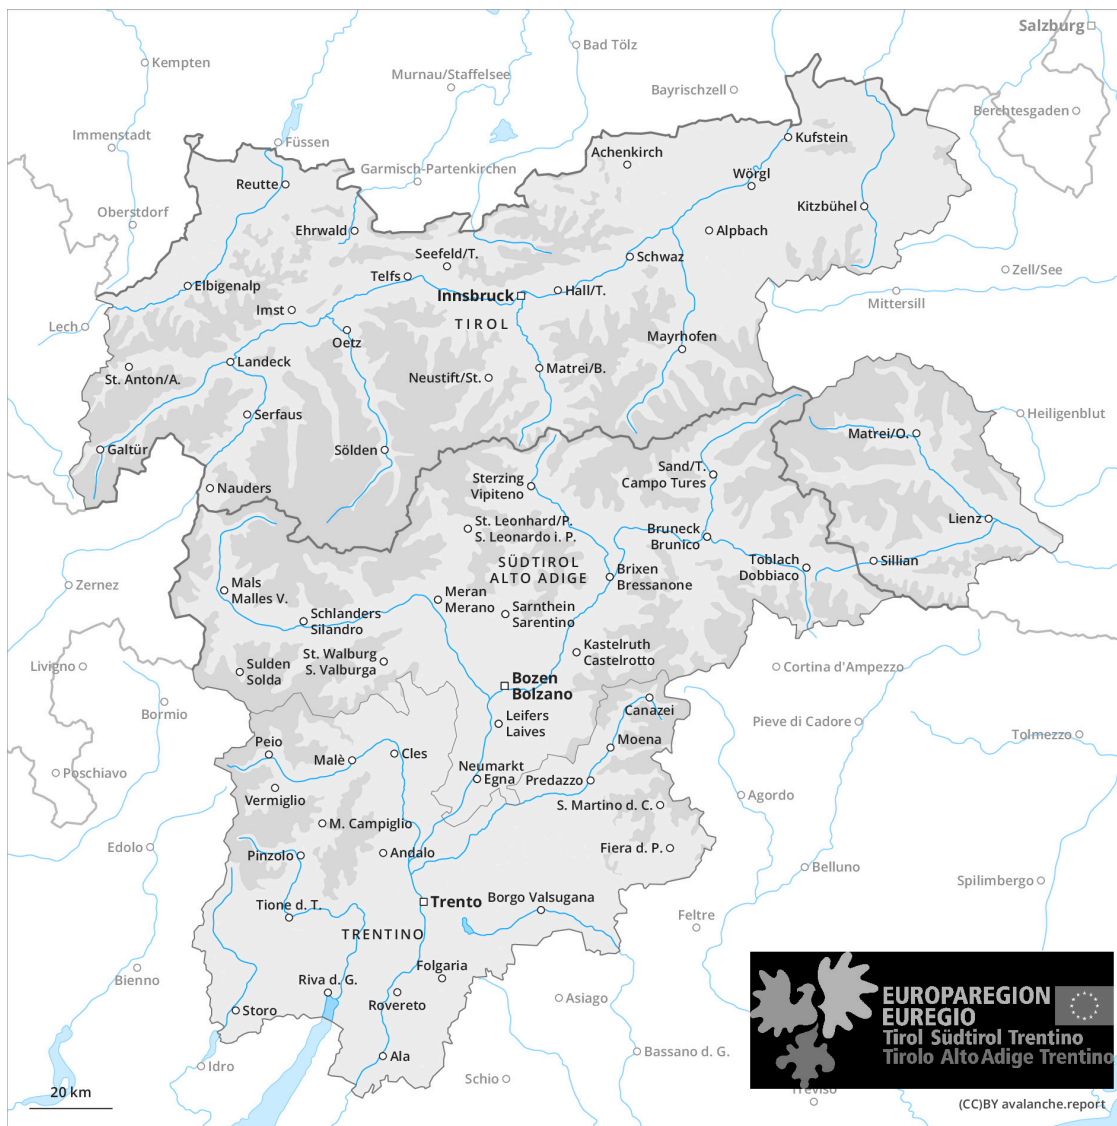 Salzburg
Kempten
Bad Tölz
Murnau/Staffelsee
Bayrischzell
Berchtesgaden
Immenstadt
Füssen
Kufstein
Achenkirch
Garmisch-Partenkirchen
Wörgl
Reutte
Oberstdorf
Kitzbühel
Ehrwald
Alpbach
Seefeld/T.
Schwaz
Zell/See
Telfs
Elbigenalp
Hall/T.
Innsbruck
Mittersill
Imst
TIROL
Lech
Oetz
Mayrhofen
Landeck
Matrei/B.
St. Anton/A.
Neustift/St.
Serfaus
Heiligenblut
Matrei/O.
Galtür
Sölden
Sand/T.
Campo Tures
Sterzing
Vipiteno
Nauders
Lienz
St. Leonhard/P.
S. Leonardo i. P.
Bruneck
Brunico
SÜDTIROL
ALTO ADIGE
Toblach
Dobbiaco
Sillian
Brixen
Bressanone
Zernez
Mals
Malles V.
Meran
Merano
Schlanders
Silandro
Sarnthein
Sarentino
Kastelruth
Castelrotto
St. Walburg
S. Valburga
Livigno
Sulden
Solda
Cortina d'Ampezzo
Bozen
Bolzano
Canazei
Bormio
Leifers
Laives
Pieve di Cadore
Tolmezzo
Moena
Peio
Malè
Cles
Neumarkt
Egna
Poschiavo
Predazzo
Vermiglio
S. Martino d. C.
Agordo
M. Campiglio
Edolo
Pinzolo
Andalo
Fiera d. P.
Belluno
Spilimbergo
Tione d. T.
Trento
Borgo Valsugana
Feltre
TRENTINO
Bienno
Folgaria
Riva d. G.
Rovereto
Asiago
Storo
EUROPAREGION
EUREGIO
Tirol Südtirol Trentino
Tirolo Alto Adige Trentino
Ala
Bassano d. G.
Idro
Schio
Treviso
20 km
(CC)BY avalanche.report